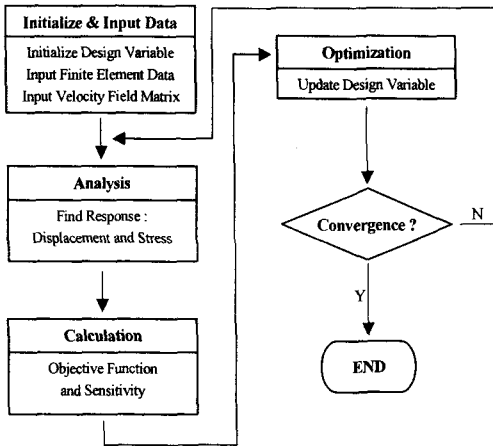 Initialize & Input Data
Initialize Design Variable
Input Finite Element Data
Input Velocity Field Matrix
Analysis
Find Response :
Displacement and Stress
Calculation
Objective Function
and Sensitivity
Optimization
Update Design Variable
Convergence ?
N
Y
END